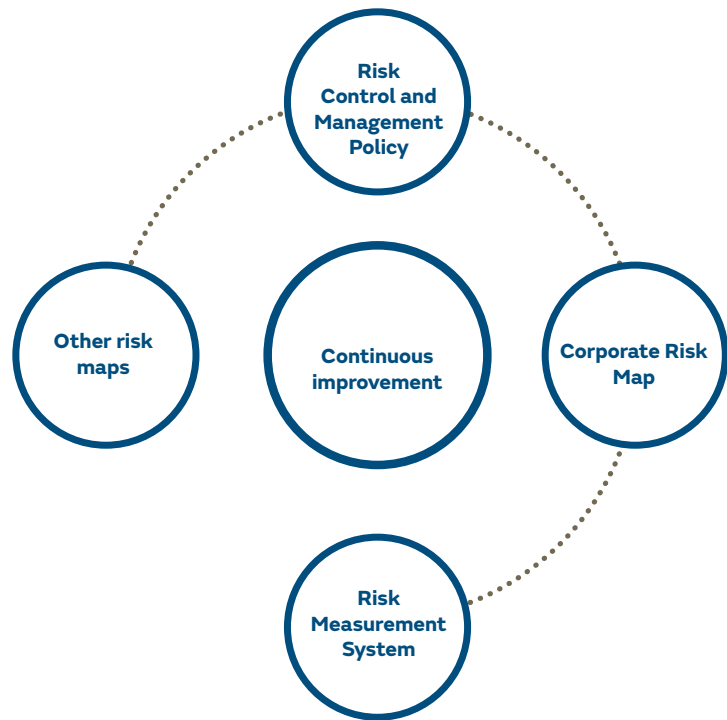 Risk
Control and
Management
Policy
Other risk
maps
Continuous
improvement
Corporate Risk
Map
Risk
Measurement
System